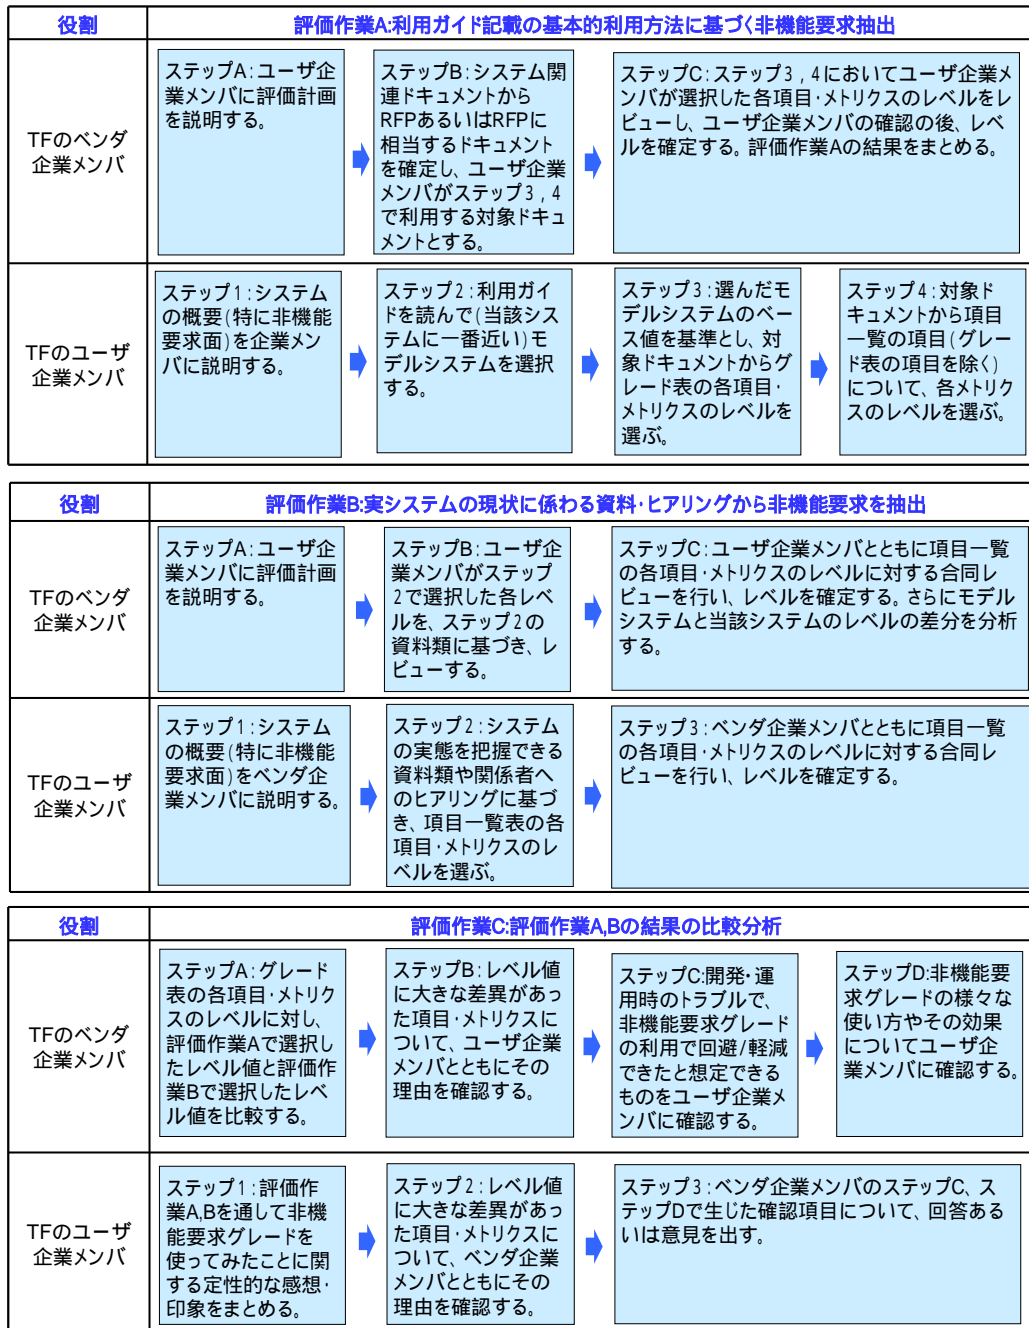 役割
評価作業A:利用ガイド記載の基本的利用方法に基づく非機能要求抽出
TFのベンダ
企業メンバ
ステップA:ユーザ企
業メンバに評価計画
を説明する。
ステップB:システム関
連ドキュメントから
RFPあるいはRFPに
相当するドキュメント
を確定し、ユーザ企業
メンバがステップ3,4
で利用する対象ドキュ
メントとする。
ステップC:ステップ3,4においてユーザ企業メ
ンバが選択した各項目・メトリクスのレベルをレ
ビューし、ユーザ企業メンバの確認の後、レベ
ルを確定する。評価作業Aの結果をまとめる。
TFのユーザ
企業メンバ
ステップ1:システム
の概要(特に非機能
要求面)を企業メン
バに説明する。
ステップ2:利用ガイ
ドを読んで(当該シス
テムに一番近い)モ
デルシステムを選択
する。
ステップ3:選んだモ
デルシステムのベー
ス値を基準とし、対
象ドキュメントからグ
レード表の各項目・
メトリクスのレベルを
選ぶ。
ステップ4:対象ド
キュメントから項目
一覧の項目(グレー
ド表の項目を除く)
について、各メトリク
スのレベルを選ぶ。
役割
評価作業B:実システムの現状に係わる資料・ヒアリングから非機能要求を抽出
TFのベンダ
企業メンバ
ステップA:ユーザ企
業メンバに評価計画
を説明する。
ステップB:ユーザ企
業メンバがステップ
2で選択した各レベ
ルを、ステップ2の
資料類に基づき、レ
ビューする。
ステップC:ユーザ企業メンバとともに項目一覧
の各項目・メトリクスのレベルに対する合同レ
ビューを行い、レベルを確定する。さらにモデル
システムと当該システムのレベルの差分を分析
する。
TFのユーザ
企業メンバ
ステップ1:システム
の概要(特に非機能
要求面)をベンダ企
業メンバに説明する。
ステップ2:システム
の実態を把握できる
資料類や関係者へ
のヒアリングに基づ
き、項目一覧表の各
項目・メトリクスのレ
ベルを選ぶ。
ステップ3:ベンダ企業メンバとともに項目一覧
の各項目・メトリクスのレベルに対する合同レ
ビューを行い、レベルを確定する。
役割
評価作業C:評価作業A,Bの結果の比較分析
TFのベンダ
企業メンバ
ステップA:グレード
表の各項目・メトリク
スのレベルに対し、
評価作業Aで選択し
たレベル値と評価作
業Bで選択したレベ
ル値を比較する。
ステップB:レベル値
に大きな差異があっ
た項目・メトリクスに
ついて、ユーザ企業
メンバとともにその
理由を確認する。
ステップC:開発・運
用時のトラブルで、
非機能要求グレード
の利用で回避/軽減
できたと想定できる
ものをユーザ企業メ
ンバに確認する。
ステップD:非機能要
求グレードの様々な
使い方やその効果
についてユーザ企
業メンバに確認する。
TFのユーザ
企業メンバ
ステップ1:評価作
業A,Bを通して非機
能要求グレードを
使ってみたことに関
する定性的な感想・
印象をまとめる。
ステップ2:レベル値
に大きな差異があっ
た項目・メトリクスに
ついて、ベンダ企業
メンバとともにその
理由を確認する。
ステップ3:ベンダ企業メンバのステップC、ス
テップDで生じた確認項目について、回答ある
いは意見を出す。